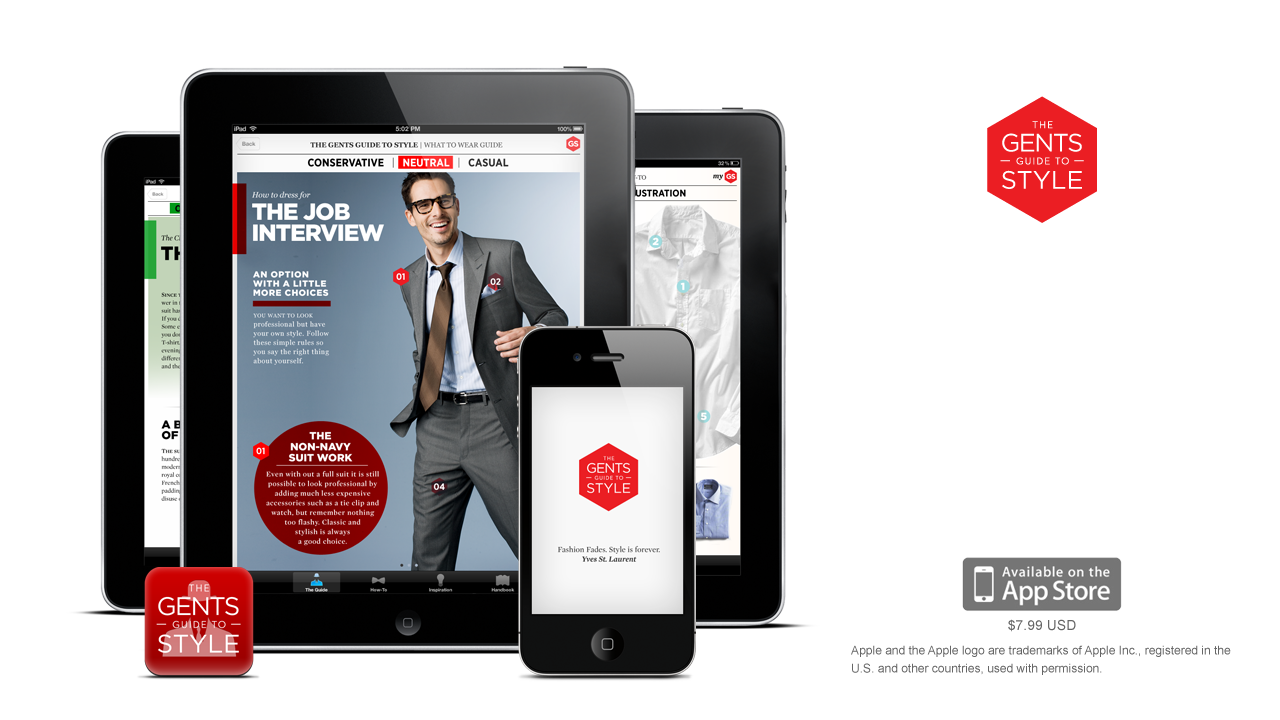 THE
GENTS
GUIDE TO
STYLE
iPad
5:02 PM
100%
Back
THE GENTS GUIDE TO STYLE | WHAT TO WEAR GUIDE
GS
CONSERVATIVE | NEUTRAL | CASUAL
How to dress for
THE JOB
INTERVIEW
AN OPTION
WITH A LITTLE
MORE CHOICES
YOU WANT TO LOOK
professional but have
your own style. Follow
these simple rules so
you say the right thing
about yourself.
01
02
04
01
THE
NON-NAVY
SUIT WORK
Even with out a full suit it is still
possible to look professional by
adding much less expensive
accessories such as a tie clip and
watch, but remember nothing
too flashy. Classic and
stylish is always
a good choice.
The Guide
How-To
Inspiration
Handbook
iPad
Back
The C
TH
SINCE
wer in
suit ha
If you
Some e
you do
T-shirt,
evening
differe
and the
A B
OF
THE SU
hundre
modern
royal c
French
paddin
disuse
32%
-TO
my GS
USTRATION
2
1
5
THE
GENTS
GUIDE TO
STYLE
Fashion Fades. Style is forever.
Yves St. Laurent
THE
GENTS
GUIDE TO
STYLE
Available on the
App Store
$7.99 USD
Apple and the Apple logo are trademarks of Apple Inc., registered in the
U.S. and other countries, used with permission.